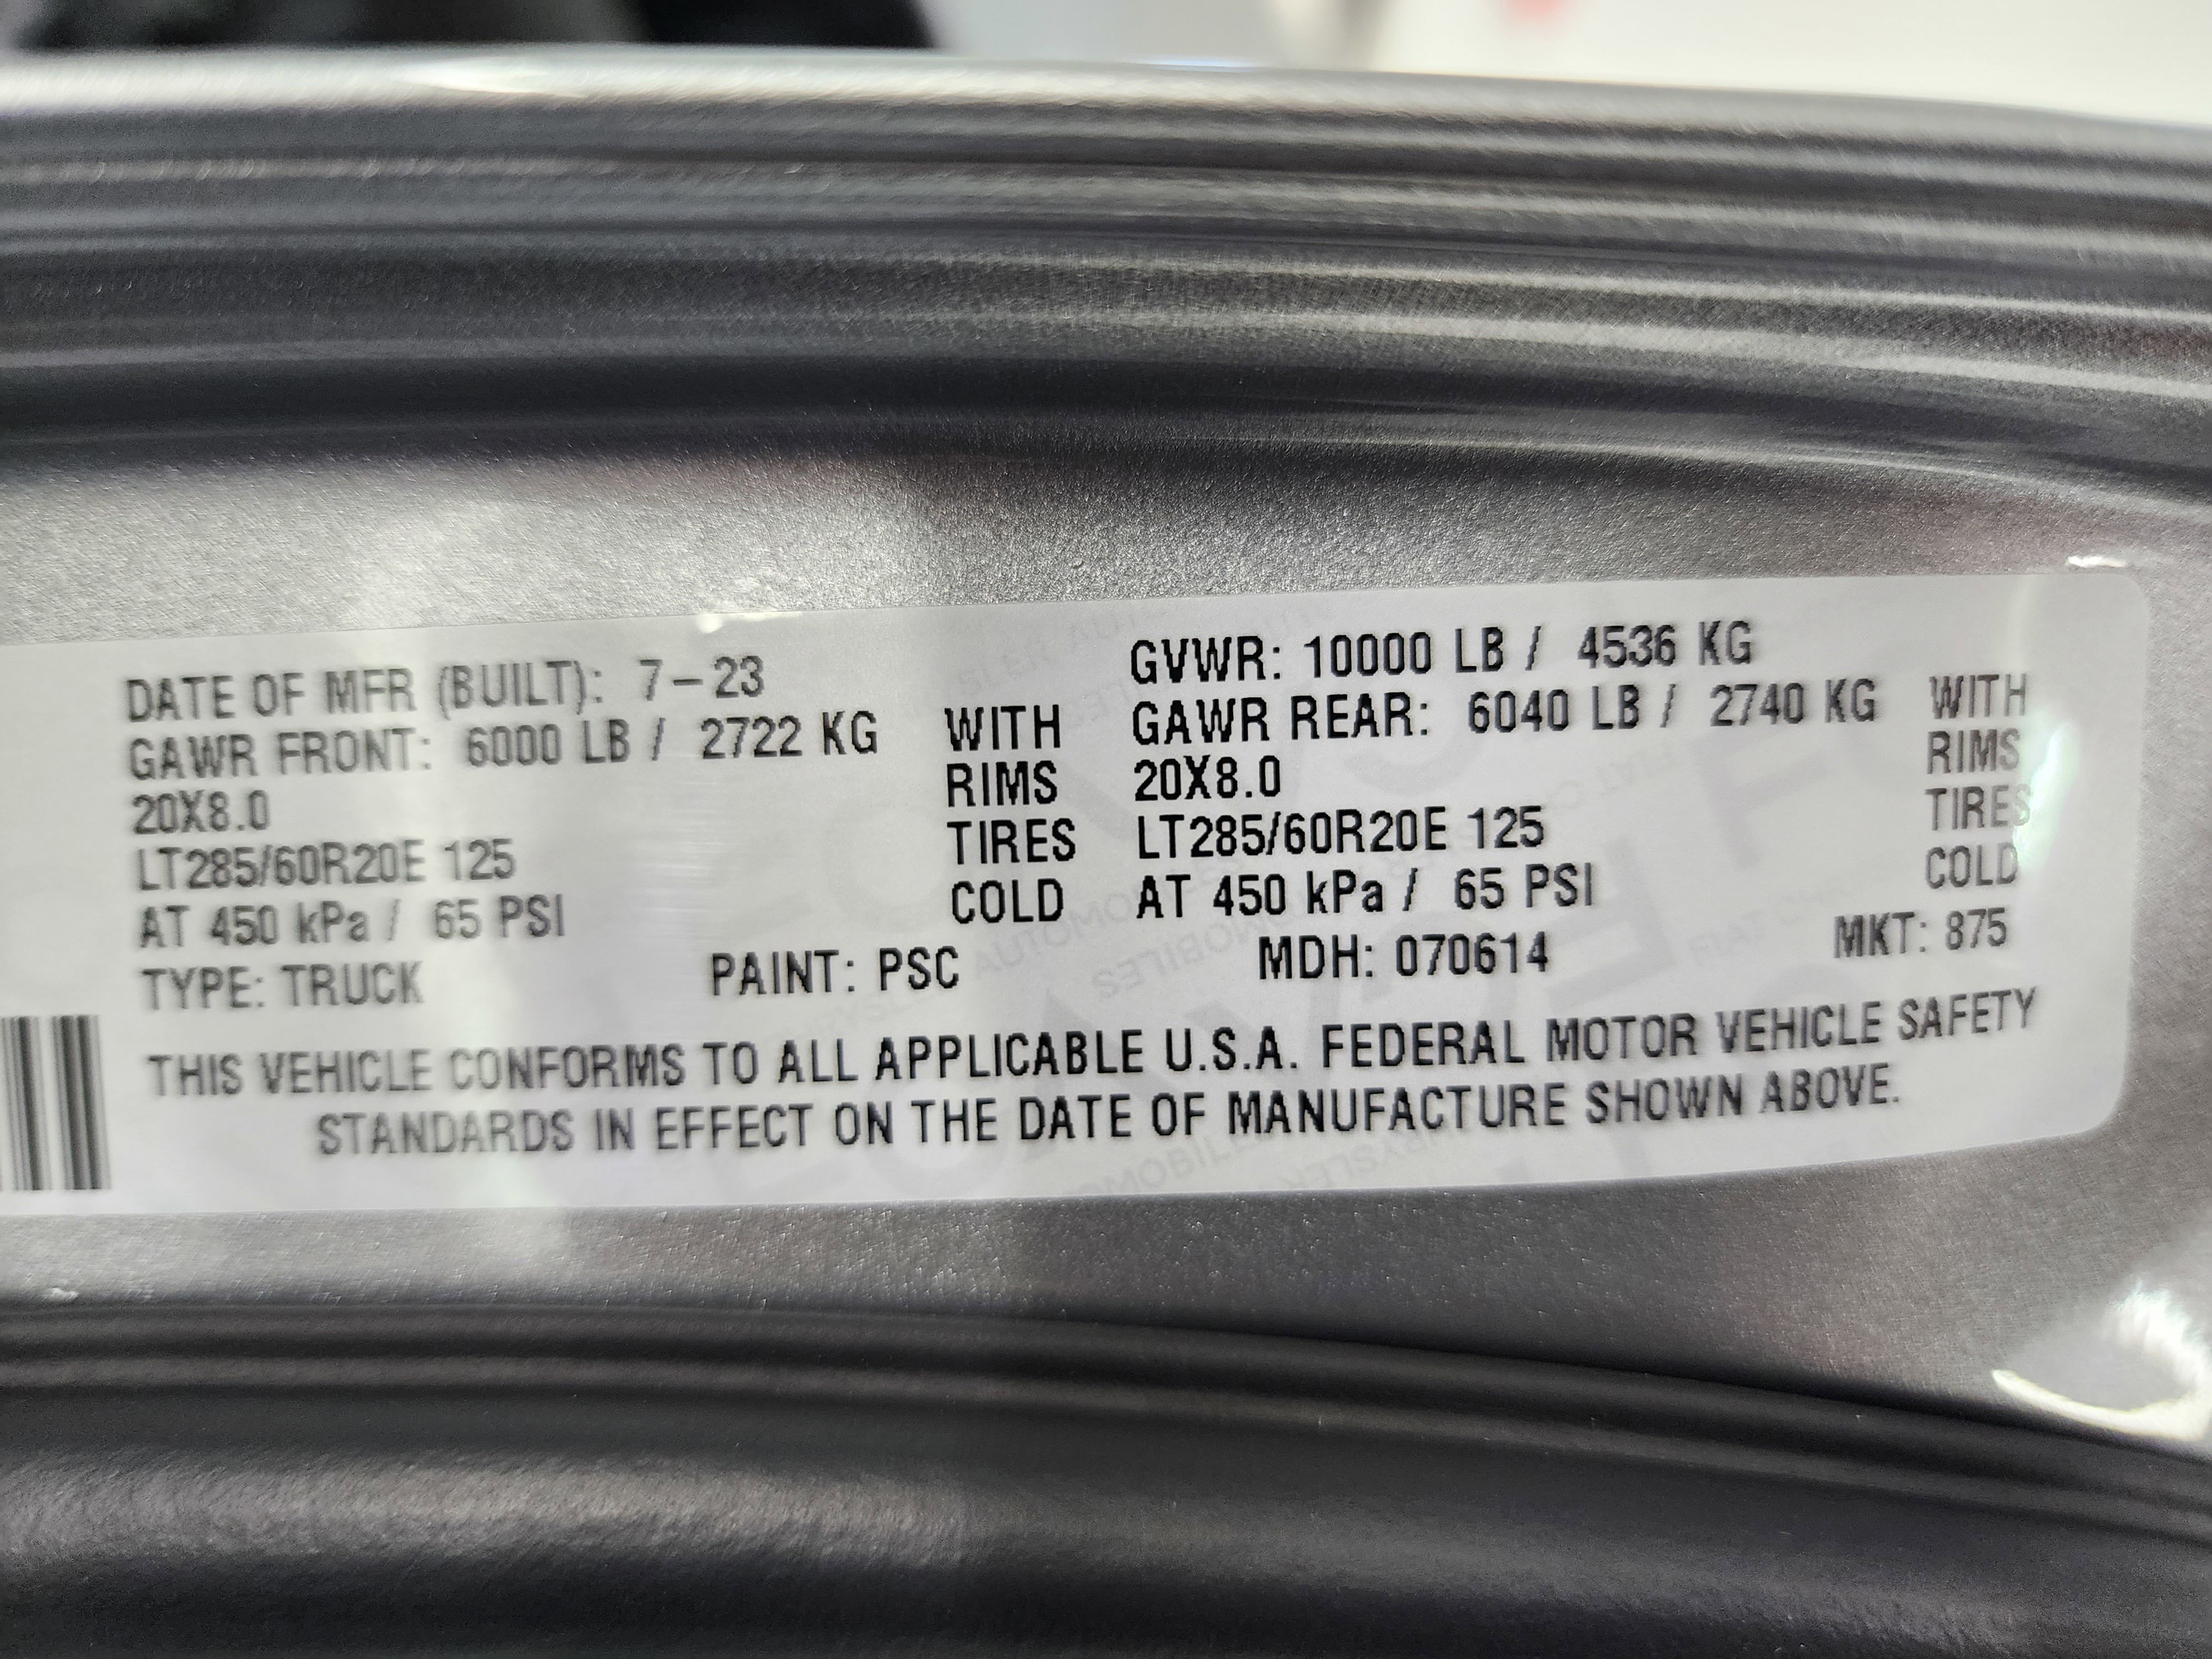 DATE OF MFR (BUILT): 7-23 GVWR: 10000 LB / 4536 KG
GAWR FRONT: 6000 LB / 2722 KG WITH GAWR REAR: 6040 LB / 2740 KG WITH
20X8.0 RIMS 20X8.0 RIMS
LT285/60R20E 125 TIRES LT285/60R20E 125 TIRES
AT 450 kPa / 65 PSI COLD AT 450 kPa / 65 PSI COLD
TYPE: TRUCK PAINT: PSC MDH: 070614 MKT: 875
THIS VEHICLE CONFORMS TO ALL APPLICABLE U.S.A. FEDERAL MOTOR VEHICLE SAFETY
STANDARDS IN EFFECT ON THE DATE OF MANUFACTURE SHOWN ABOVE.